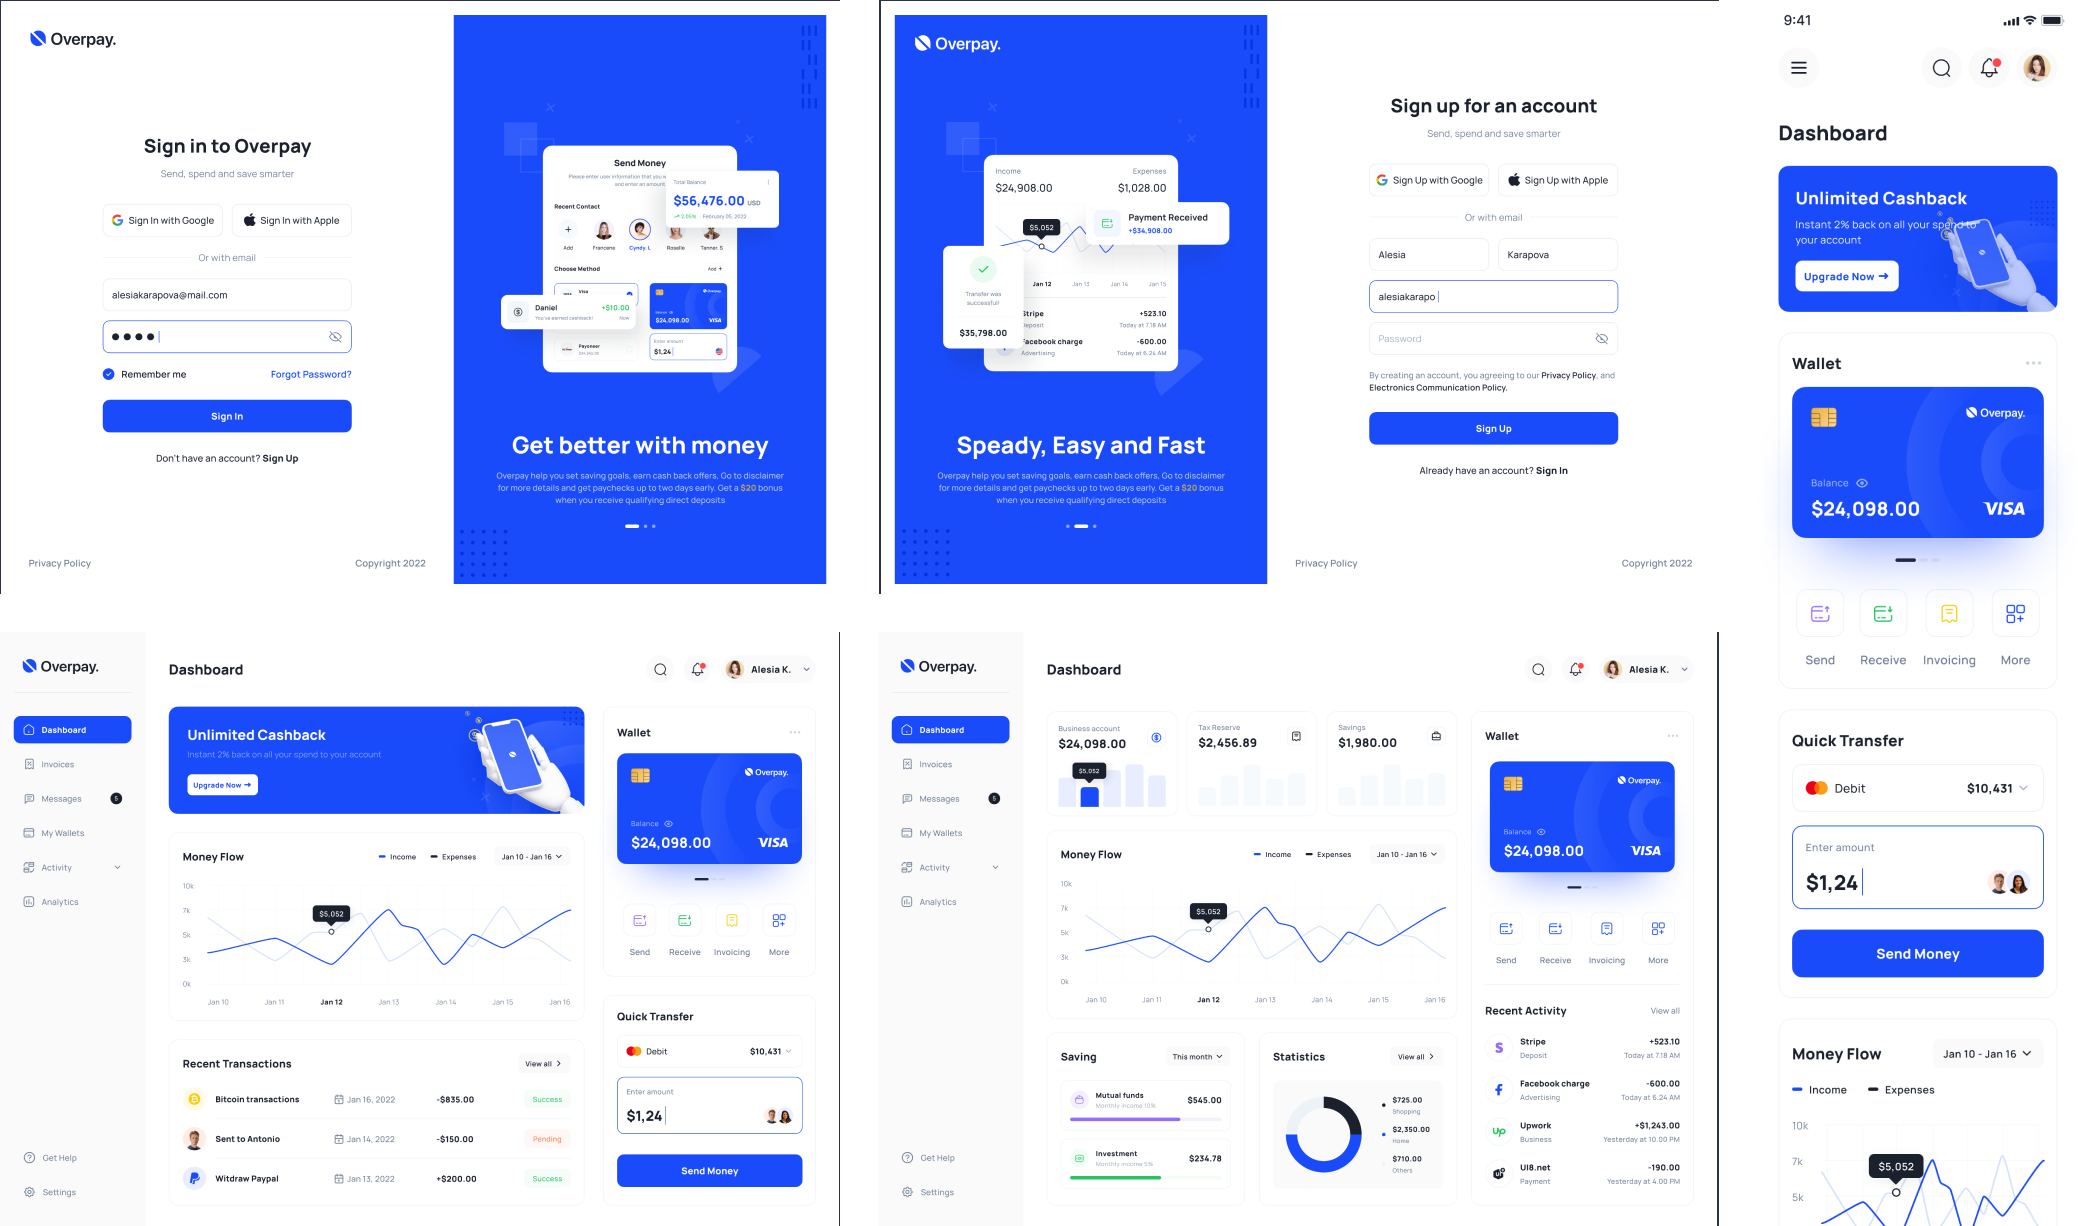 Overpay.
Sign in to Overpay
Send, spend and save smarter
Sign In with Google
Sign In with Apple
Or with email
alesiakarapova@mail.com
Remember me
Forgot Password?
Sign In
Don't have an account? Sign Up
Privacy Policy
Copyright 2022
Send Money
Please enter user information that you w
and enter an amount
Total Balance
$56,476.00 USD
2.05%
February 05, 2022
Recent Contact
Add
Francene
Cyndy. L
Roselle
Tanner. S
Choose Method
Add +
Visa
Daniel
+$10.00
You've earned cashback!
Now
Overpay.
Balance
$24,098.00
VISA
Payoneer
Enter amount
$1,24
Get better with money
Overpay help you set saving goals, earn cash back offers, Go to disclaimer
for more details and get paychecks up to two days early. Get a $20 bonus
when you receive qualifying direct deposits
Overpay.
Income
Expenses
$24,908.00
$1,028.00
Payment Received
+$34,908.00
$5,052
Transfer was
successful!
$35,798.00
Jan 12
Jan 13
Jan 14
Jan 15
Stripe
+523.10
Deposit
Today at 7.18 AM
Facebook charge
-600.00
Advertising
Today at 6.24 AM
Speady, Easy and Fast
Overpay help you set saving goals, earn cash back offers, Go to disclaimer
for more details and get paychecks up to two days early. Get a $20 bonus
when you receive qualifying direct deposits
Sign up for an account
Send, spend and save smarter
Sign Up with Google
Sign Up with Apple
Or with email
Alesia
Karapova
alesiakarapo
Password
By creating an account, you agreeing to our Privacy Policy, and
Electronics Communication Policy.
Sign Up
Already have an account? Sign In
Privacy Policy
Copyright 2022
9:41
Dashboard
Unlimited Cashback
Instant 2% back on all your spend to
your account
Upgrade Now
Wallet
Overpay.
Balance
$24,098.00
VISA
Send
Receive
Invoicing
More
Quick Transfer
Debit
$10,431
Enter amount
$1,24
Send Money
Money Flow
Jan 10 - Jan 16
Income
Expenses
10k
7k
$5,052
5k
Overpay.
Dashboard
Invoices
Messages
5
My Wallets
Activity
Analytics
Get Help
Settings
Dashboard
Alesia K.
Unlimited Cashback
Instant 2% back on all your spend to your account
Upgrade Now
Money Flow
Income
Expenses
Jan 10 - Jan 16
10k
7k
5k
3k
0k
$5,052
Jan 10
Jan 11
Jan 12
Jan 13
Jan 14
Jan 15
Jan 16
Recent Transactions
View all
Bitcoin transactions
Jan 16, 2022
-$835.00
Success
Sent to Antonio
Jan 14, 2022
-$150.00
Pending
Witdraw Paypal
Jan 13, 2022
+$200.00
Success
Wallet
Overpay.
Balance
$24,098.00
VISA
Send
Receive
Invoicing
More
Quick Transfer
Debit
$10,431
Enter amount
$1,24
Send Money
Overpay.
Dashboard
Invoices
Messages
5
My Wallets
Activity
Analytics
Get Help
Settings
Dashboard
Alesia K.
Business account
$24,098.00
$5,052
Tax Reserve
$2,456.89
Savings
$1,980.00
Money Flow
Income
Expenses
Jan 10 - Jan 16
10k
7k
5k
3k
0k
$5,052
Jan 10
Jan 11
Jan 12
Jan 13
Jan 14
Jan 15
Jan 16
Saving
This month
Mutual funds
Monthly income 10%
$545.00
Investment
Monthly income 5%
$234.78
Statistics
View all
$725.00
Shopping
$2,350.00
Home
$710.00
Others
Wallet
Overpay.
Balance
$24,098.00
VISA
Send
Receive
Invoicing
More
Recent Activity
View all
Stripe
+523.10
Deposit
Today at 7.18 AM
Facebook charge
-600.00
Advertising
Today at 6.24 AM
Upwork
+$1,243.00
Business
Yesterday at 10.00 PM
UI8.net
-190.00
Payment
Yesterday at 4.00 PM